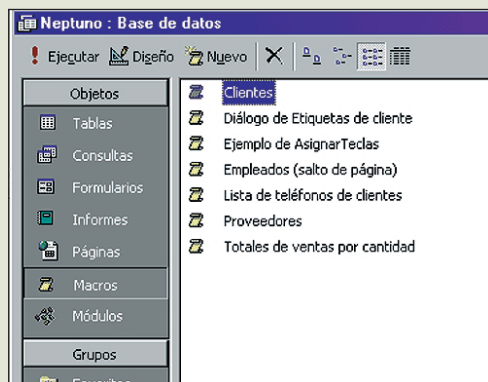 Neptuno : Base de datos
Ejecutar Diseño Nuevo
Objetos
Tablas
Consultas
Formularios
Informes
Páginas
Macros
Módulos
Grupos
Favoritos
Clientes
Diálogo de Etiquetas de cliente
Ejemplo de AsignarTeclas
Empleados (salto de página)
Lista de teléfonos de clientes
Proveedores
Totales de ventas por cantidad